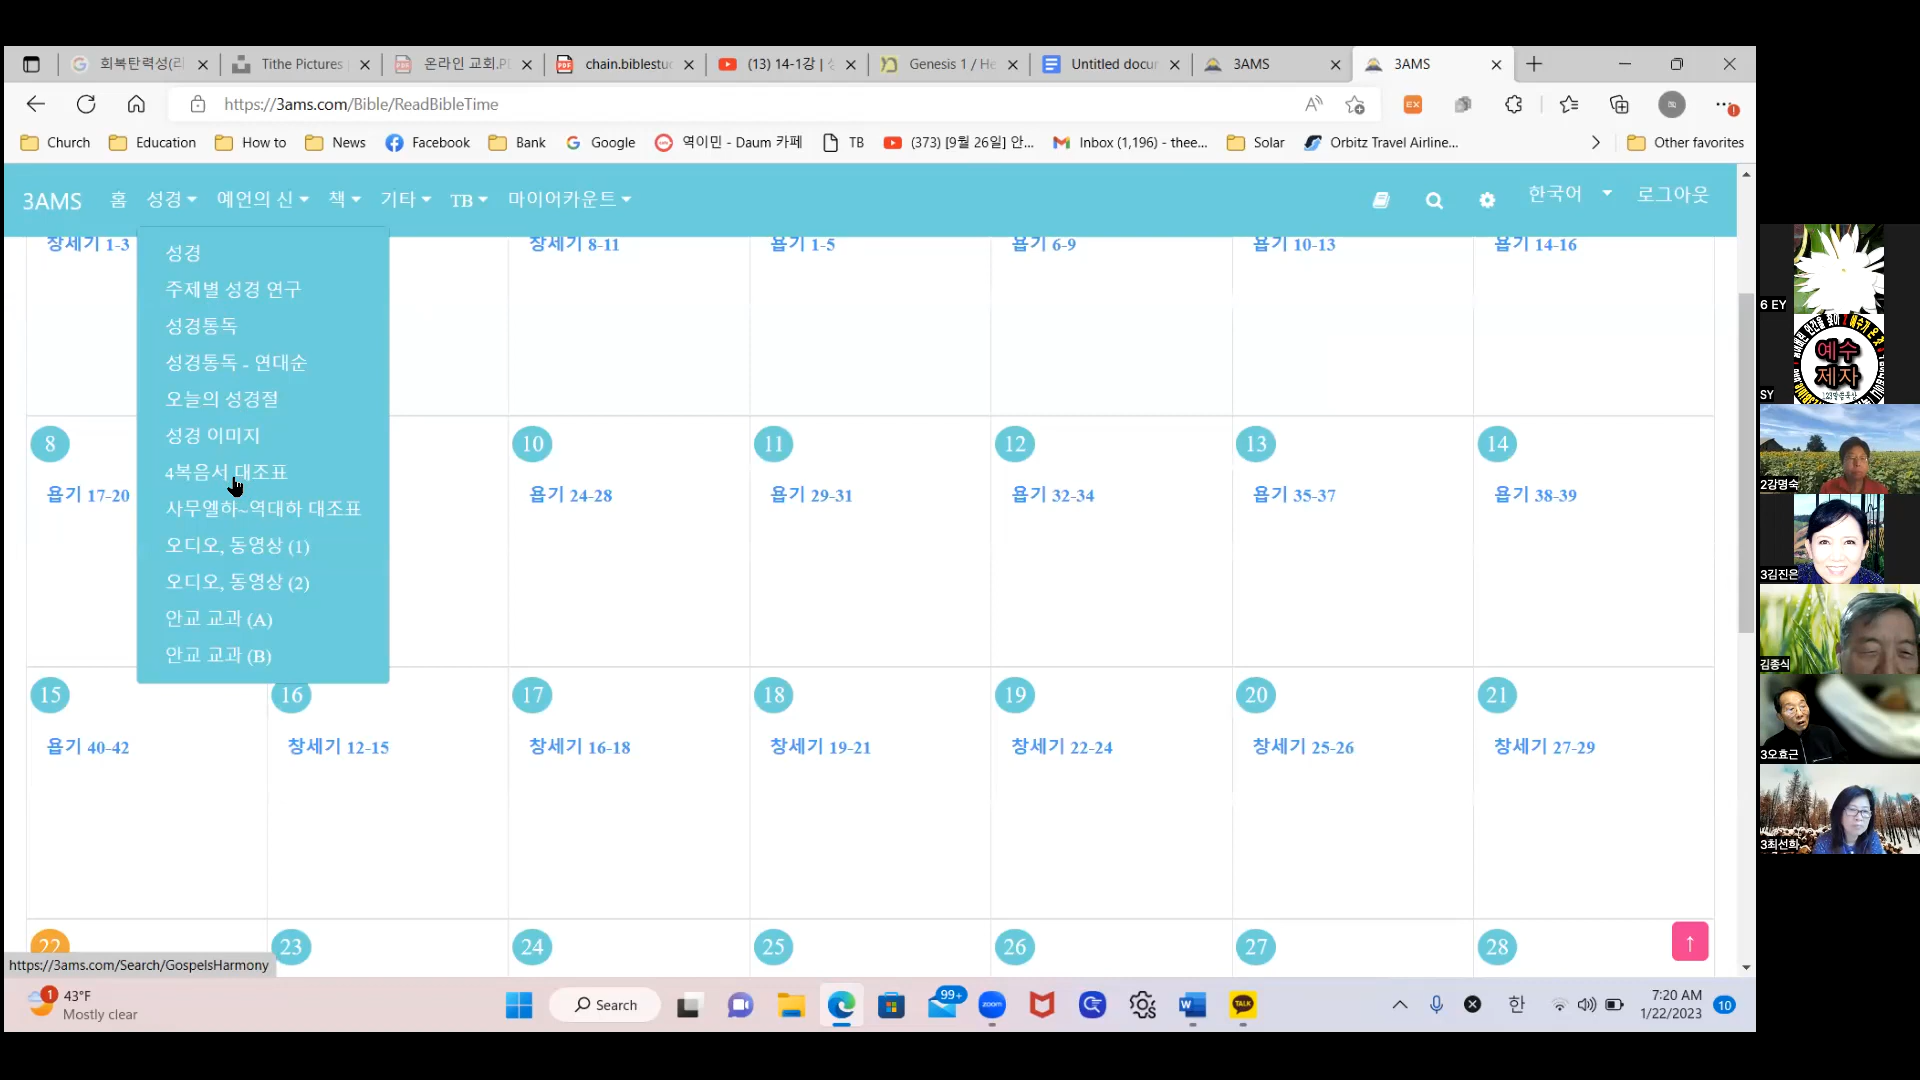 회복탄력성(리
Tithe Pictures
온라인 교회.P
chain.biblestud
(13) 14-1강 |
Genesis 1 / He
Untitled docun
3AMS
3AMS
https://3ams.com/Bible/ReadBibleTime
Church
Education
How to
News
Facebook
Bank
Google
역이민 - Daum 카페
TB
(373) [9월 26일] 안...
Inbox (1,196) - thee...
Solar
Orbitz Travel Airline...
Other favorites
3AMS 홈 성경 예언의 신 책 기타 TB 마이어카운트 한국어 로그아웃
창세기 1-3
창세기 8-11
욥기 1-5
욥기 6-9
욥기 10-13
욥기 14-16
성경
주제별 성경 연구
성경통독
성경통독 - 연대순
오늘의 성경절
성경 이미지
4복음서 대조표
사무엘하~역대하 대조표
오디오, 동영상 (1)
오디오, 동영상 (2)
안교 교과 (A)
안교 교과 (B)
8 10 11 12 13 14
욥기 17-20
욥기 24-28
욥기 29-31
욥기 32-34
욥기 35-37
욥기 38-39
15 16 17 18 19 20 21
욥기 40-42
창세기 12-15
창세기 16-18
창세기 19-21
창세기 22-24
창세기 25-26
창세기 27-29
22 23 24 25 26 27 28
https://3ams.com/Search/GospelsHarmony
43°F
Mostly clear
1
Search
99+
zoom
TALK
한
7:20 AM
1/22/2023
10
6 EY
예수
제자
SY
2강명숙
3김진은
김종식
3오효근
3최선희